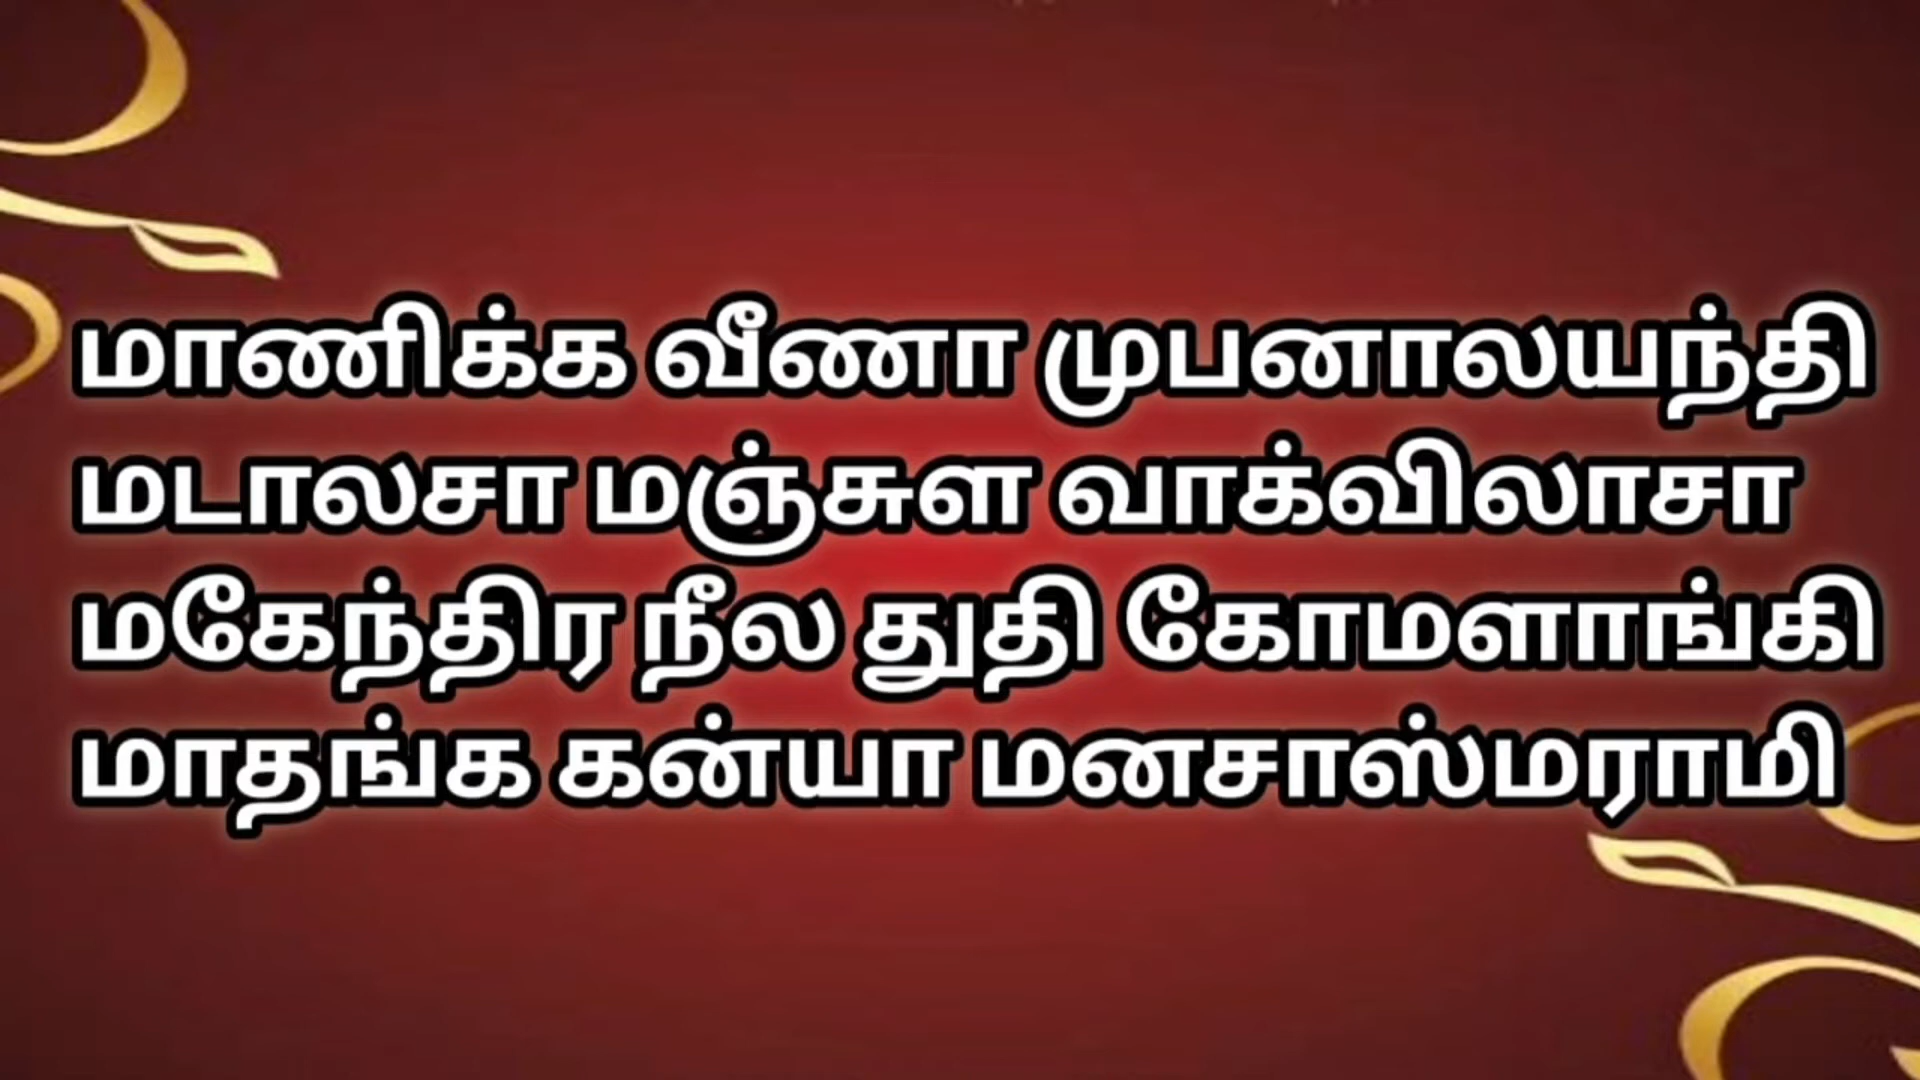 மாணிக்க வீணா முபனாலயந்தி
மடாலசா மஞ்சுள வாக்விலாசா
மகேந்திர நீல துதி கோமளாங்கி
மாதங்க கன்யா மனசாஸ்மராமி